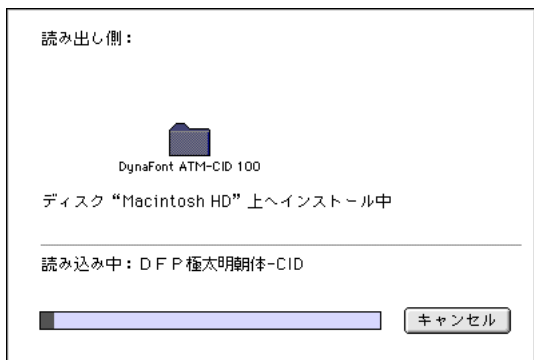 読み出し側：
DynaFont ATM-CID 100
ディスク“Macintosh HD”上へインストール中
読み込み中：ＤＦＰ極太明朝体-CID
キャンセル